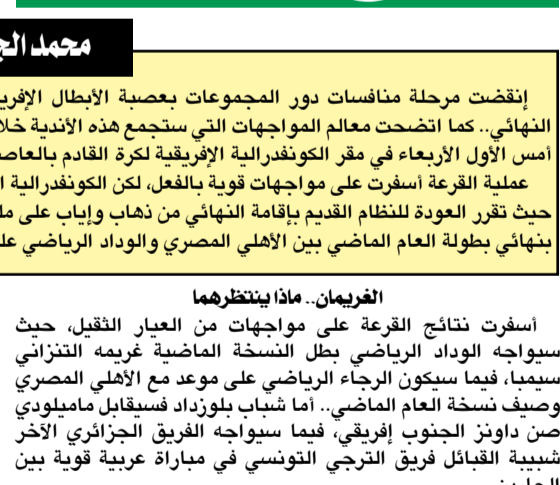 محمد
إنقضت مرحلة منافسات دور المجموعات بعصبة الأبطال
النهائي.. كما اتضحت معالم المواجهات التي ستجمع هذه الأندية
أمس الأول الأربعاء في مقر الكونفدرالية الإفريقية لكرة القادم
عملية القرعة أسفرت على مواجهات قوية بالفعل، لكن الكونفدرالية
حيث تقرر العودة للنظام القديم بإقامة النهائي من ذهاب وإياب على
بنهائي بطولة العام الماضي بين الأهلي المصري والوداد الرياضي
الغريمان.. ماذا ينتظرهما
أسفرت نتائج القرعة على مواجهات من العيار الثقيل، حيث
سيواجه الوداد الرياضي بطل النسخة الماضية غريمه التنزاني
سيمبا، فيما سيكون الرجاء الرياضي على موعد مع الأهلي المصري
وصيف نسخة العام الماضي.. أما شباب بلوزداد فسيقابل ماميلودي
صن داونز الجنوب إفريقي، فيما سيواجه الفريق الجزائري الآخر
شبيبة القبائل فريق الترجي التونسي في مباراة عربية قوية بين